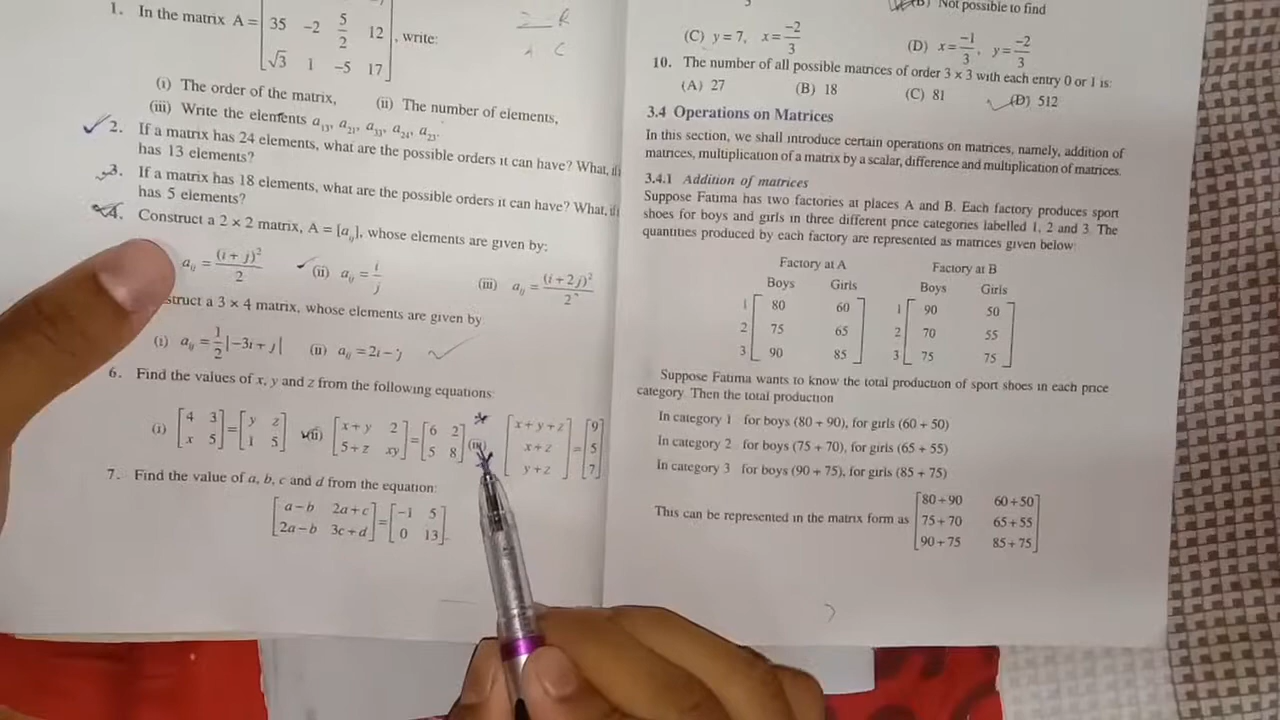 1. In the matrix A = [35 −2 5/2 12
√3 1 −5 17], write:
(i) The order of the matrix, (ii) The number of elements,
(iii) Write the elements a13, a21, a33, a24, a23.
2. If a matrix has 24 elements, what are the possible orders it can have? What, if
has 13 elements?
3. If a matrix has 18 elements, what are the possible orders it can have? What, if
has 5 elements?
4. Construct a 2 × 2 matrix, A = [aij], whose elements are given by:
aij = (i + j)²/2 (ii) aij = i/j (iii) aij = (i + 2j)²/2
struct a 3 × 4 matrix, whose elements are given by
(i) aij = 1/2 |−3i + j| (ii) aij = 2i − j
6. Find the values of x, y and z from the following equations:
(i) [4 3; x 5] = [y z; 1 5] (ii) [x + y 2; 5 + z xy] = [6 2; 5 8] (iii) [x + y + z; x + z; y + z] = [9; 5; 7]
7. Find the value of a, b, c and d from the equation:
[a − b 2a + c; 2a − b 3c + d] = [−1 5; 0 13].
(B) Not possible to find
(C) y = 7, x = −2/3 (D) x = −1/3, y = −2/3
10. The number of all possible matrices of order 3 × 3 with each entry 0 or 1 is:
(A) 27 (B) 18 (C) 81 (D) 512
3.4 Operations on Matrices
In this section, we shall introduce certain operations on matrices, namely, addition of
matrices, multiplication of a matrix by a scalar, difference and multiplication of matrices.
3.4.1 Addition of matrices
Suppose Fatima has two factories at places A and B. Each factory produces sport
shoes for boys and girls in three different price categories labelled 1, 2 and 3. The
quantities produced by each factory are represented as matrices given below:
Factory at A Factory at B
Boys Girls Boys Girls
1 [80 60] 1 [90 50]
2 [75 65] 2 [70 55]
3 [90 85] 3 [75 75]
Suppose Fatima wants to know the total production of sport shoes in each price
category. Then the total production
In category 1 for boys (80 + 90), for girls (60 + 50)
In category 2 for boys (75 + 70), for girls (65 + 55)
In category 3 for boys (90 + 75), for girls (85 + 75)
This can be represented in the matrix form as [80 + 90 60 + 50
75 + 70 65 + 55
90 + 75 85 + 75]